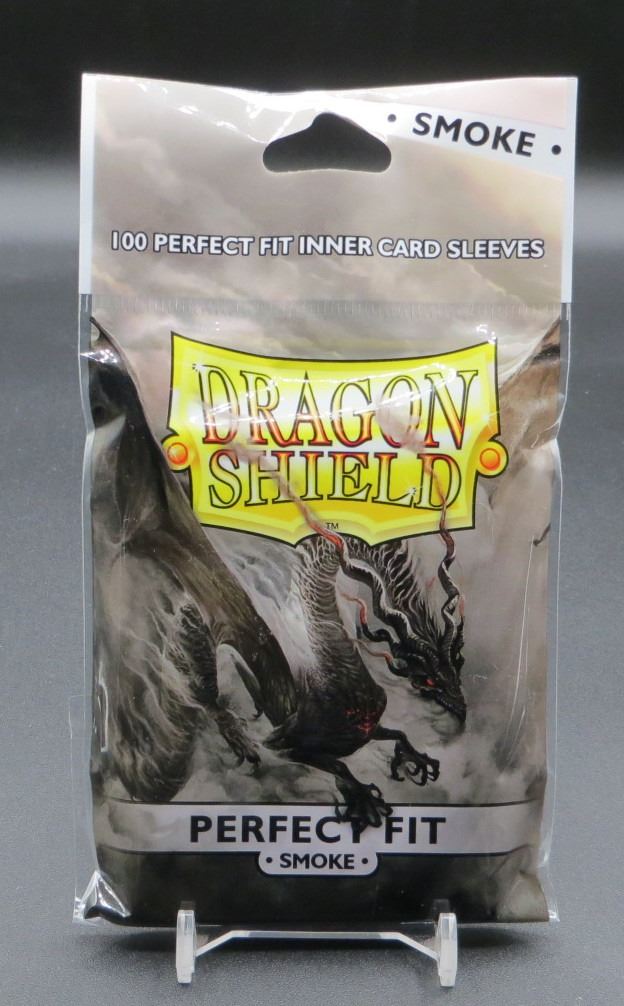 • SMOKE •
100 PERFECT FIT INNER CARD SLEEVES
DRAGON
SHIELD
TM
PERFECT FIT
• SMOKE •